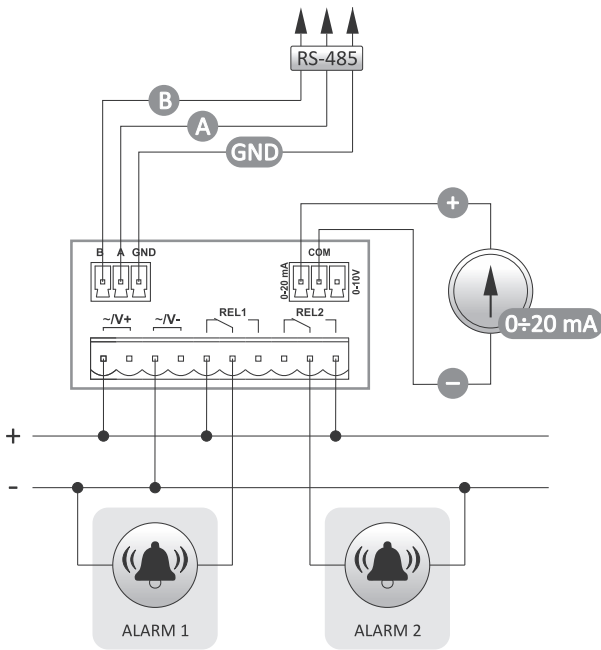 RS-485
B
A
GND
+
B A GND
COM
0-20 mA
0-10V
0÷20 mA
~/V+ ~/V- REL1 REL2
−
+
-
ALARM 1 ALARM 2